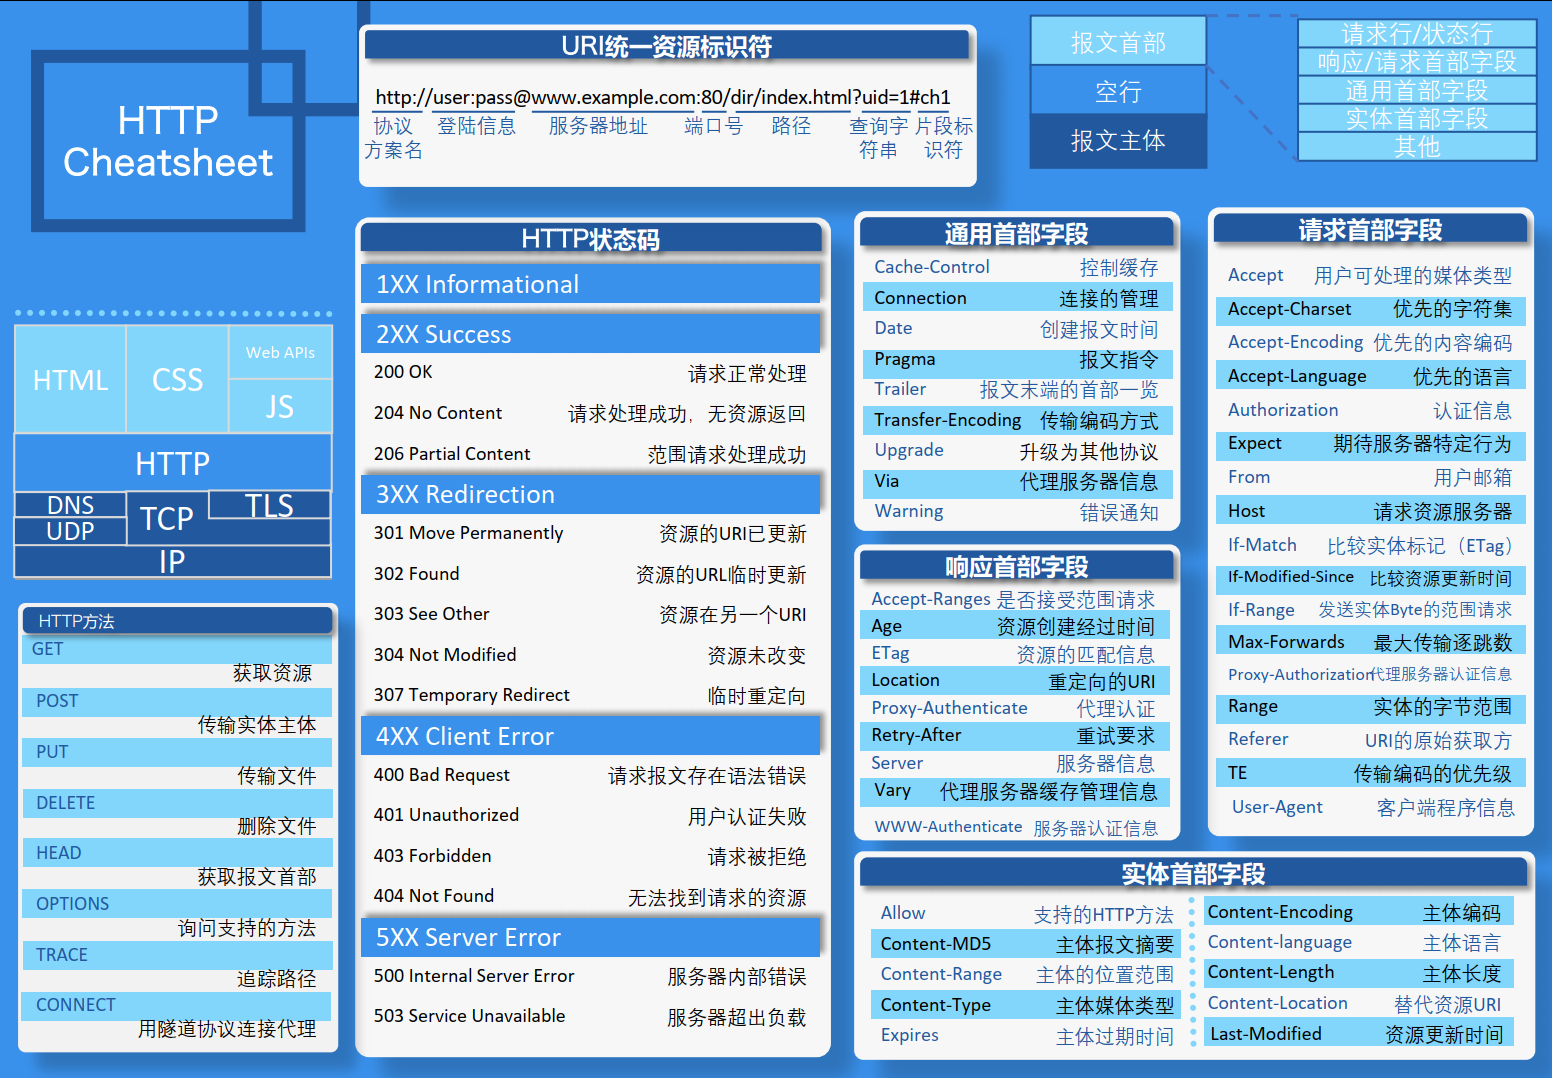 HTTP
Cheatsheet
URI统一资源标识符
http://user:pass@www.example.com:80/dir/index.html?uid=1#ch1
协议
方案名
登陆信息
服务器地址
端口号
路径
查询字
符串
片段标
识符
报文首部
空行
报文主体
请求行/状态行
响应/请求首部字段
通用首部字段
实体首部字段
其他
HTML
CSS
Web APIs
JS
HTTP
DNS
UDP
TCP
TLS
IP
HTTP方法
GET
获取资源
POST
传输实体主体
PUT
传输文件
DELETE
删除文件
HEAD
获取报文首部
OPTIONS
询问支持的方法
TRACE
追踪路径
CONNECT
用隧道协议连接代理
HTTP状态码
1XX Informational
2XX Success
200 OK 请求正常处理
204 No Content 请求处理成功，无资源返回
206 Partial Content 范围请求处理成功
3XX Redirection
301 Move Permanently 资源的URI已更新
302 Found 资源的URL临时更新
303 See Other 资源在另一个URI
304 Not Modified 资源未改变
307 Temporary Redirect 临时重定向
4XX Client Error
400 Bad Request 请求报文存在语法错误
401 Unauthorized 用户认证失败
403 Forbidden 请求被拒绝
404 Not Found 无法找到请求的资源
5XX Server Error
500 Internal Server Error 服务器内部错误
503 Service Unavailable 服务器超出负载
通用首部字段
Cache-Control 控制缓存
Connection 连接的管理
Date 创建报文时间
Pragma 报文指令
Trailer 报文末端的首部一览
Transfer-Encoding 传输编码方式
Upgrade 升级为其他协议
Via 代理服务器信息
Warning 错误通知
响应首部字段
Accept-Ranges 是否接受范围请求
Age 资源创建经过时间
ETag 资源的匹配信息
Location 重定向的URI
Proxy-Authenticate 代理认证
Retry-After 重试要求
Server 服务器信息
Vary 代理服务器缓存管理信息
WWW-Authenticate 服务器认证信息
请求首部字段
Accept 用户可处理的媒体类型
Accept-Charset 优先的字符集
Accept-Encoding 优先的内容编码
Accept-Language 优先的语言
Authorization 认证信息
Expect 期待服务器特定行为
From 用户邮箱
Host 请求资源服务器
If-Match 比较实体标记（ETag）
If-Modified-Since 比较资源更新时间
If-Range 发送实体Byte的范围请求
Max-Forwards 最大传输逐跳数
Proxy-Authorization代理服务器认证信息
Range 实体的字节范围
Referer URI的原始获取方
TE 传输编码的优先级
User-Agent 客户端程序信息
实体首部字段
Allow 支持的HTTP方法
Content-MD5 主体报文摘要
Content-Range 主体的位置范围
Content-Type 主体媒体类型
Expires 主体过期时间
Content-Encoding 主体编码
Content-language 主体语言
Content-Length 主体长度
Content-Location 替代资源URI
Last-Modified 资源更新时间